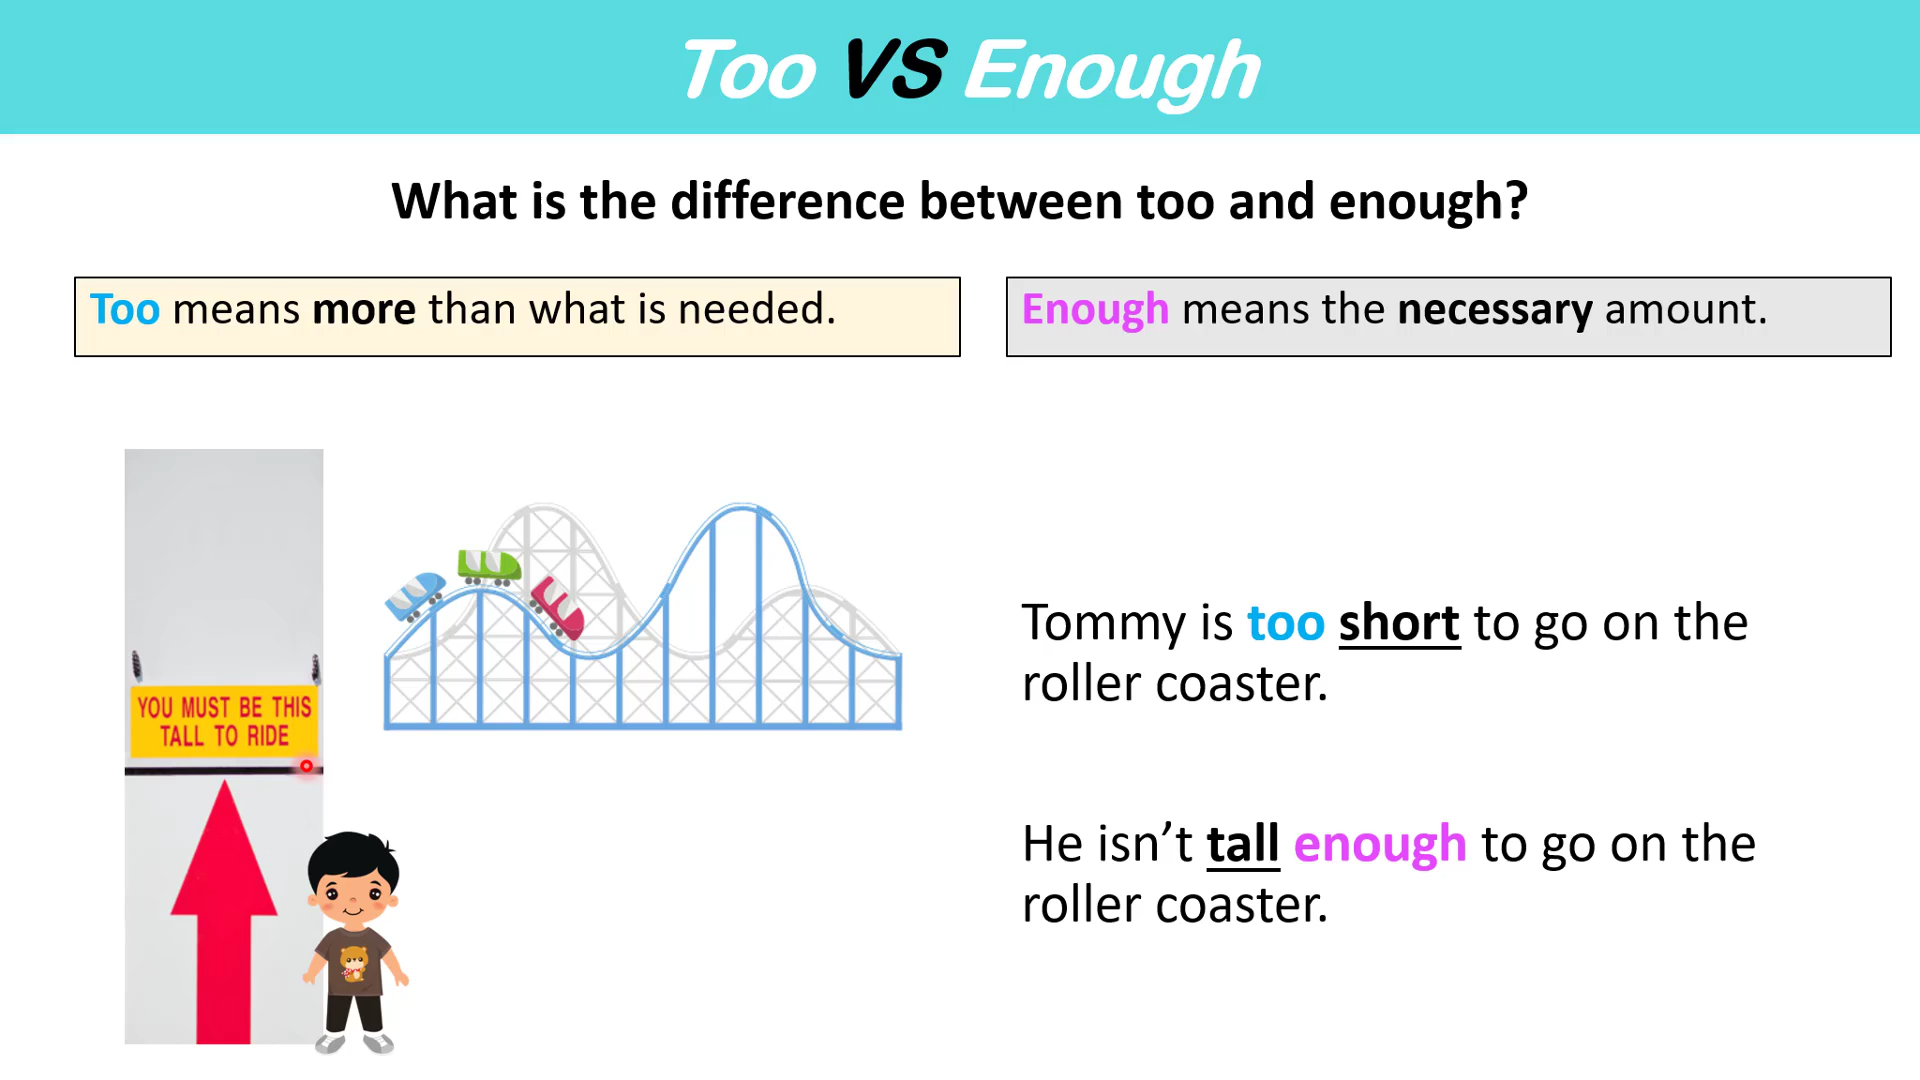 Too VS Enough
What is the difference between too and enough?
Too means more than what is needed.
Enough means the necessary amount.
YOU MUST BE THIS
TALL TO RIDE
Tommy is too short to go on the
roller coaster.
He isn’t tall enough to go on the
roller coaster.